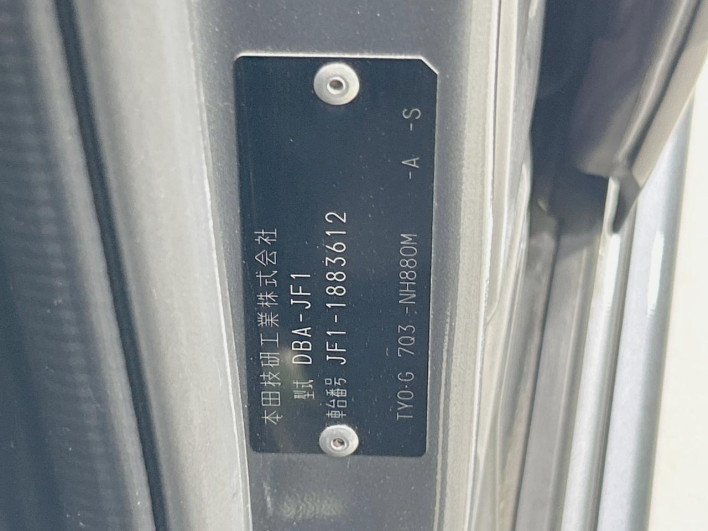 本田技研工業株式会社
型式 DBA-JF1
車台番号 JF1-1883612
TY0·G 7Q3 -NH880M -A -S